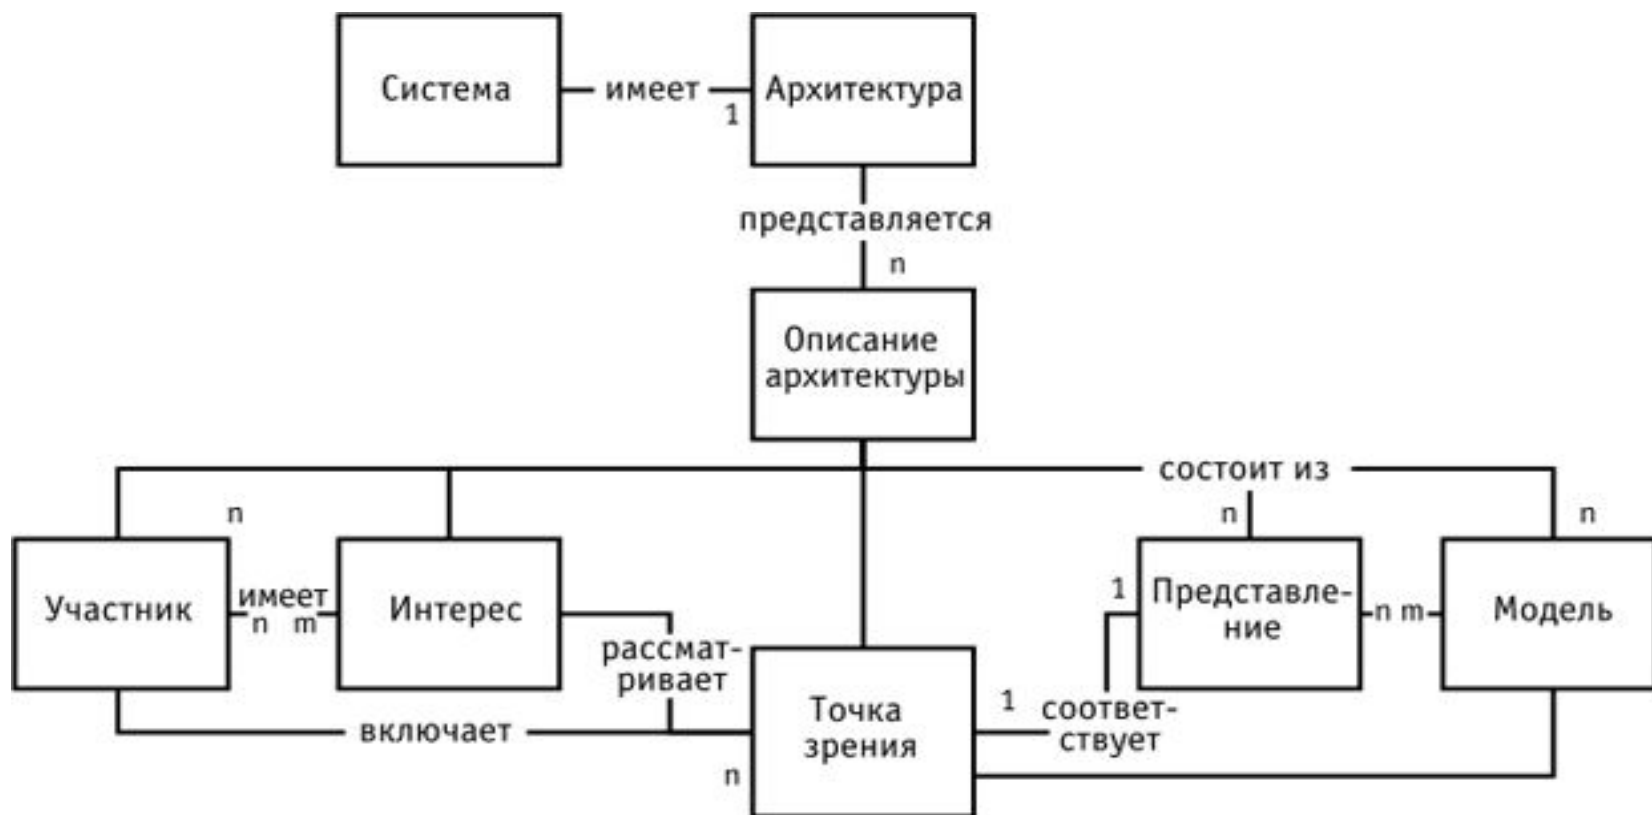 Система
имеет
1
Архитектура
представляется
n
Описание
архитектуры
состоит из
n
n
n
Участник
имеет
n m
Интерес
рассмат-
ривает
включает
n
Точка
зрения
1
соответ-
ствует
1
Представле-
ние
n m
Модель